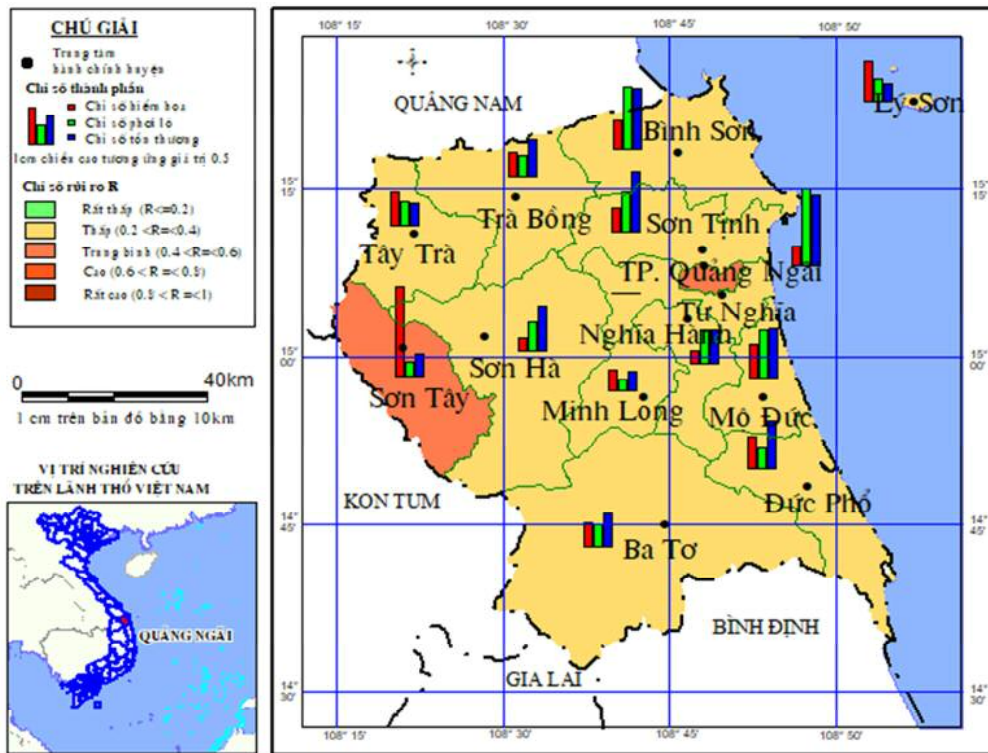 CHÚ GIẢI
Trung tâm
hành chính huyện
Chỉ số thành phần
Chỉ số hiểm họa
Chỉ số phơi lộ
Chỉ số tổn thương
1cm chiều cao tương ứng giá trị 0.5
Chỉ số rủi ro R
Rất thấp (R<=0.2)
Thấp (0.2 <R=<0.4)
Trung bình (0.4 <R=<0.6)
Cao (0.6 < R =<0.8)
Rất cao (0.8 < R =<1)
0 40km
1 cm trên bản đồ bằng 10km
VỊ TRÍ NGHIÊN CỨU
TRÊN LÃNH THỔ VIỆT NAM
QUẢNG NGÃI
108° 15' 108° 30' 108° 45' 108° 50'
QUẢNG NAM
Lý Sơn
Bình Sơn
15° 15' 15° 15'
Trà Bồng
Sơn Tịnh
Tây Trà
TP. Quảng Ngãi
Tư Nghĩa
Nghĩa Hành
15° 00' 15° 00'
Sơn Hà
Sơn Tây
Minh Long
Mô Đức
KON TUM
Đức Phổ
14° 45' 14° 45'
Ba Tơ
BÌNH ĐỊNH
GIA LAI
14° 30' 14° 30'
108° 15' 108° 30' 108° 45' 108° 50'